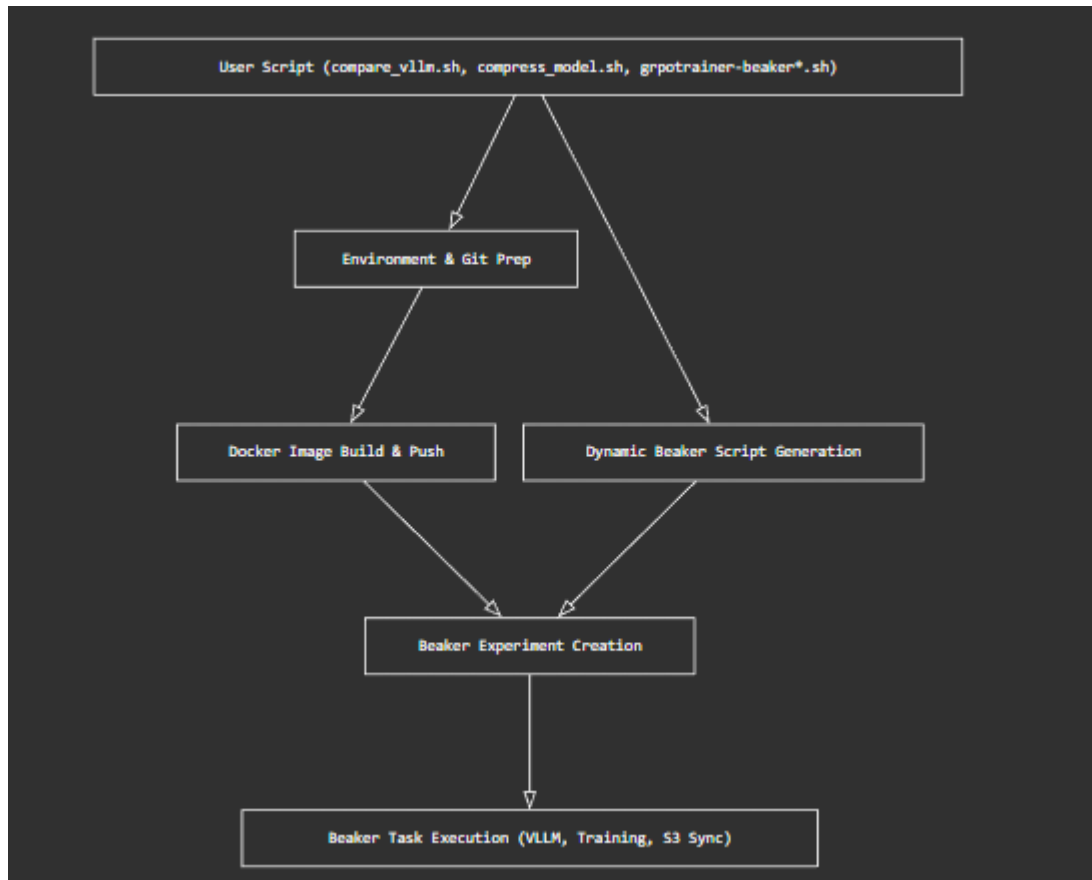 User Script (compare_vllm.sh, compress_model.sh, grpotrainer-beaker*.sh)
Environment & Git Prep
Docker Image Build & Push
Dynamic Beaker Script Generation
Beaker Experiment Creation
Beaker Task Execution (VLLM, Training, S3 Sync)